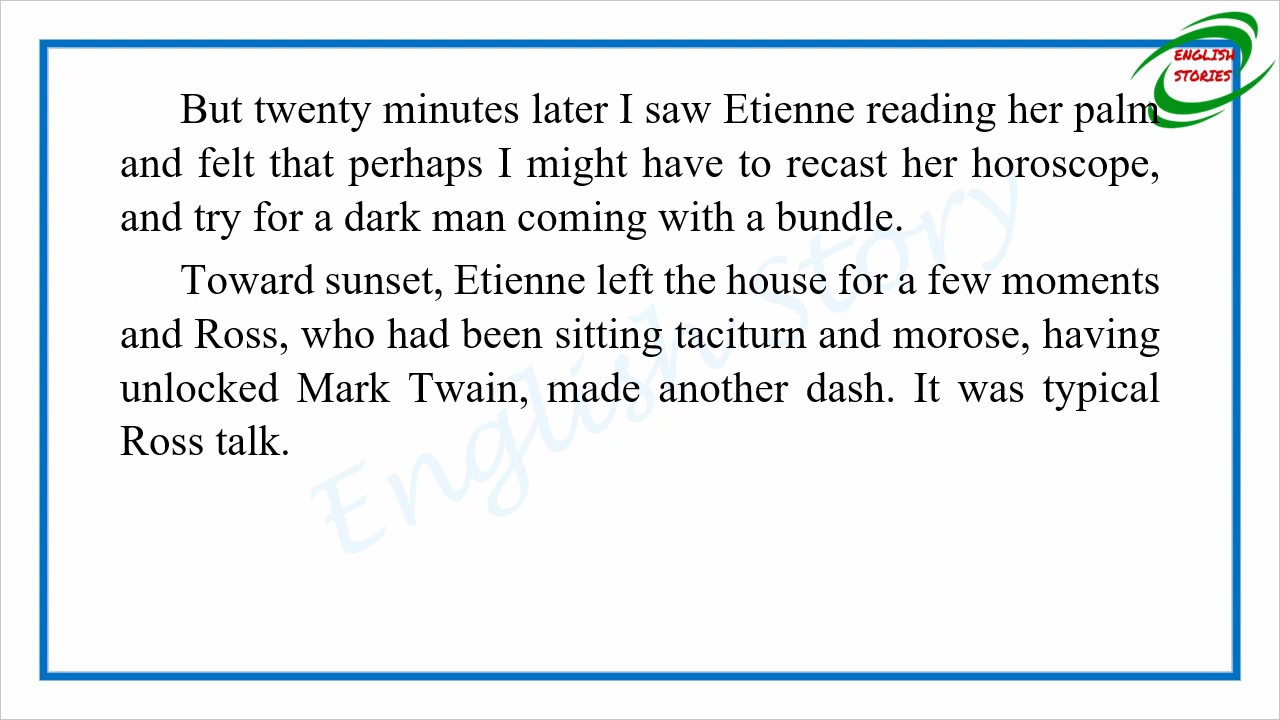 ENGLISH
STORIES
But twenty minutes later I saw Etienne reading her palm
and felt that perhaps I might have to recast her horoscope,
and try for a dark man coming with a bundle.
Toward sunset, Etienne left the house for a few moments
and Ross, who had been sitting taciturn and morose, having
unlocked Mark Twain, made another dash. It was typical
Ross talk.
English Story